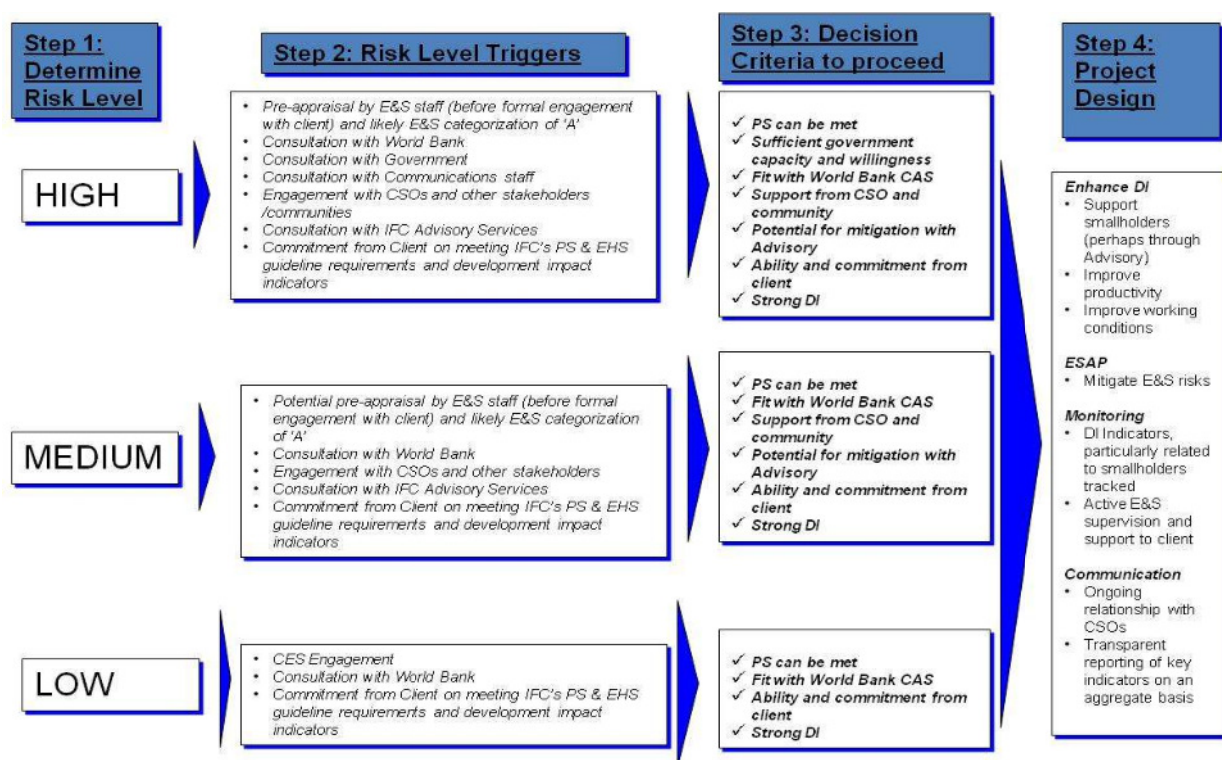 Step 1:
Determine
Risk Level
Step 2: Risk Level Triggers
Step 3: Decision
Criteria to proceed
Step 4:
Project
Design
HIGH
• Pre-appraisal by E&S staff (before formal engagement
with client) and likely E&S categorization of 'A'
• Consultation with World Bank
• Consultation with Government
• Consultation with Communications staff
• Engagement with CSOs and other stakeholders
/communities
• Consultation with IFC Advisory Services
• Commitment from Client on meeting IFC's PS & EHS
guideline requirements and development impact
indicators
✓ PS can be met
✓ Sufficient government
capacity and willingness
✓ Fit with World Bank CAS
✓ Support from CSO and
community
✓ Potential for mitigation with
Advisory
✓ Ability and commitment from
client
✓ Strong DI
MEDIUM
• Potential pre-appraisal by E&S staff (before formal
engagement with client) and likely E&S categorization
of 'A'
• Consultation with World Bank
• Engagement with CSOs and other stakeholders
• Consultation with IFC Advisory Services
• Commitment from Client on meeting IFC's PS & EHS
guideline requirements and development impact
indicators
✓ PS can be met
✓ Fit with World Bank CAS
✓ Support from CSO and
community
✓ Potential for mitigation with
Advisory
✓ Ability and commitment from
client
✓ Strong DI
LOW
• CES Engagement
• Consultation with World Bank
• Commitment from Client on meeting IFC's PS & EHS
guideline requirements and development impact
indicators
✓ PS can be met
✓ Fit with World Bank CAS
✓ Ability and commitment from
client
✓ Strong DI
Enhance DI
• Support
smallholders
(perhaps through
Advisory)
• Improve
productivity
• Improve working
conditions
ESAP
• Mitigate E&S risks
Monitoring
• DI Indicators,
particularly related
to smallholders
tracked
• Active E&S
supervision and
support to client
Communication
• Ongoing
relationship with
CSOs
• Transparent
reporting of key
indicators on an
aggregate basis